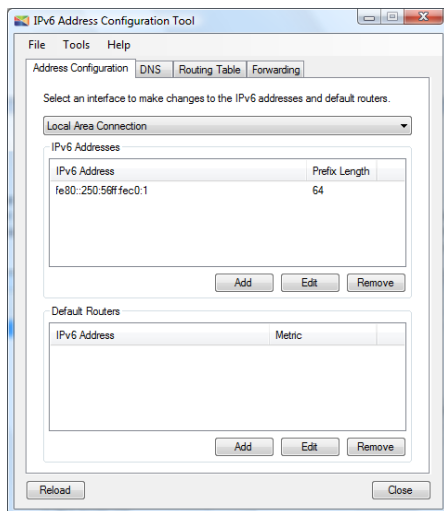 IPv6 Address Configuration Tool
File Tools Help
Address Configuration DNS Routing Table Forwarding
Select an interface to make changes to the IPv6 addresses and default routers.
Local Area Connection
IPv6 Addresses
IPv6 Address Prefix Length
fe80::250:56ff:fec0:1 64
Add Edit Remove
Default Routers
IPv6 Address Metric
Add Edit Remove
Reload Close